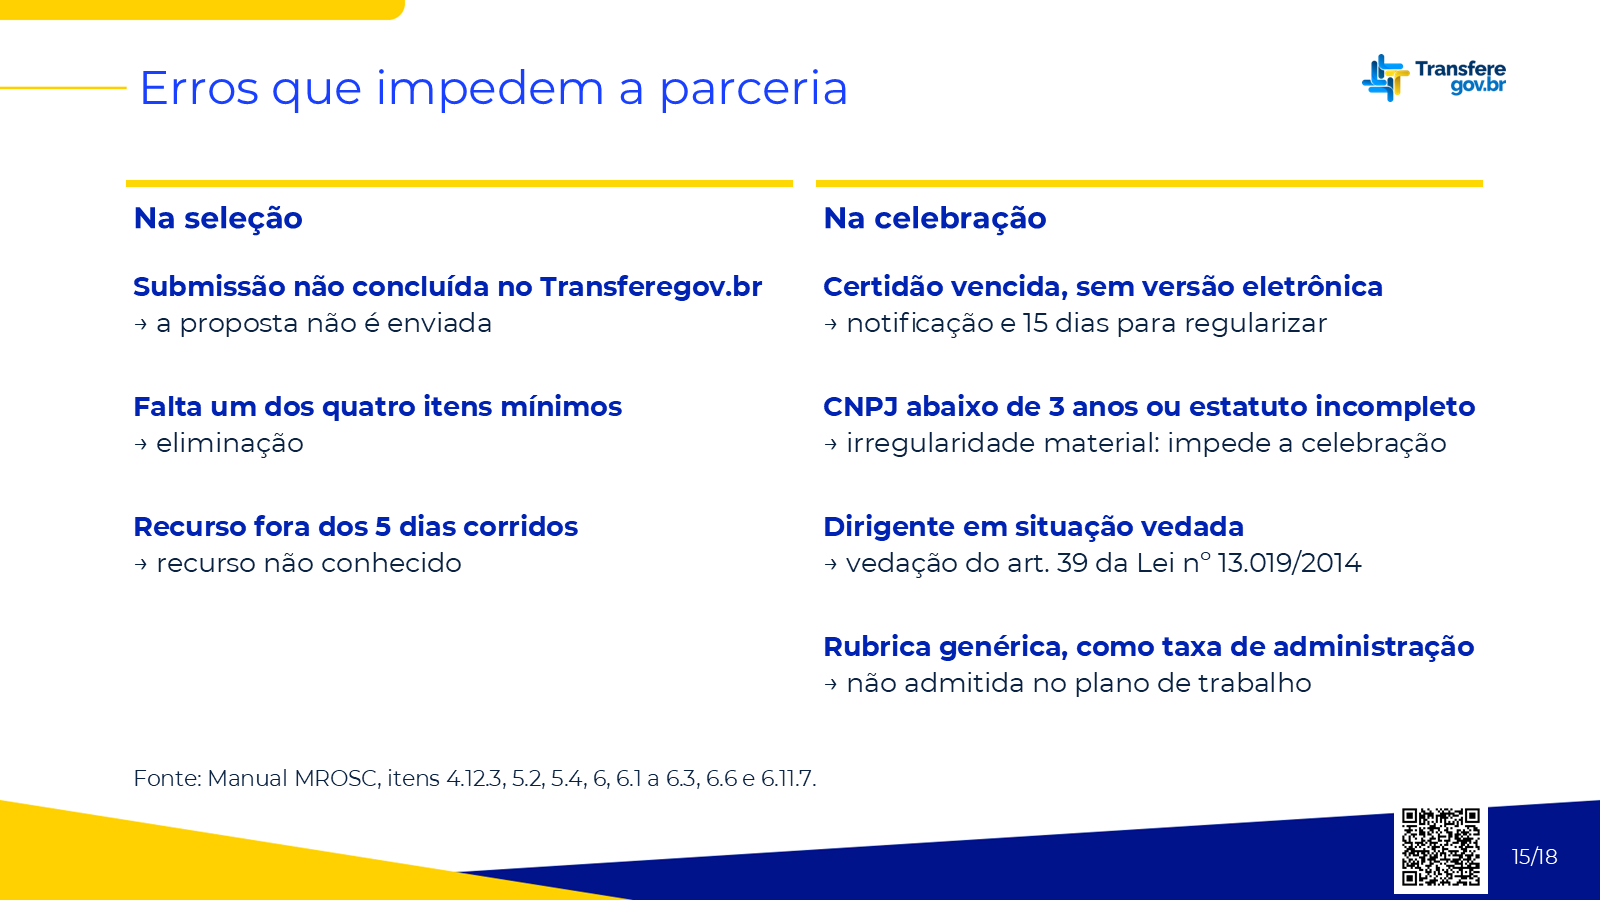 Erros que impedem a parceria
Transfere
gov.br
Na seleção
Submissão não concluída no Transferegov.br
→ a proposta não é enviada
Falta um dos quatro itens mínimos
→ eliminação
Recurso fora dos 5 dias corridos
→ recurso não conhecido
Na celebração
Certidão vencida, sem versão eletrônica
→ notificação e 15 dias para regularizar
CNPJ abaixo de 3 anos ou estatuto incompleto
→ irregularidade material: impede a celebração
Dirigente em situação vedada
→ vedação do art. 39 da Lei nº 13.019/2014
Rubrica genérica, como taxa de administração
→ não admitida no plano de trabalho
Fonte: Manual MROSC, itens 4.12.3, 5.2, 5.4, 6, 6.1 a 6.3, 6.6 e 6.11.7.
15/18